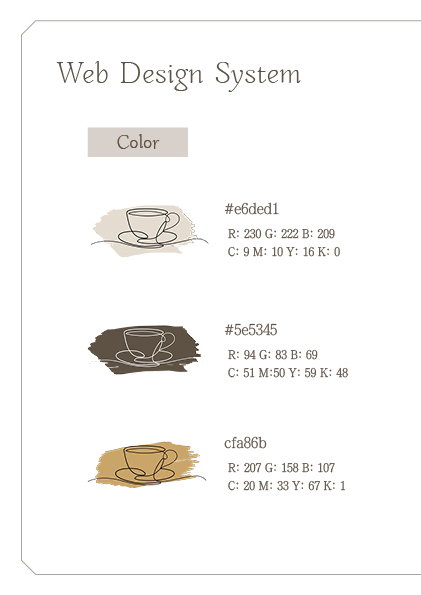 Web Design System
Color
#e6ded1
R: 230 G: 222 B: 209
C: 9 M: 10 Y: 16 K: 0
#5e5345
R: 94 G: 83 B: 69
C: 51 M:50 Y: 59 K: 48
cfa86b
R: 207 G: 158 B: 107
C: 20 M: 33 Y: 67 K: 1